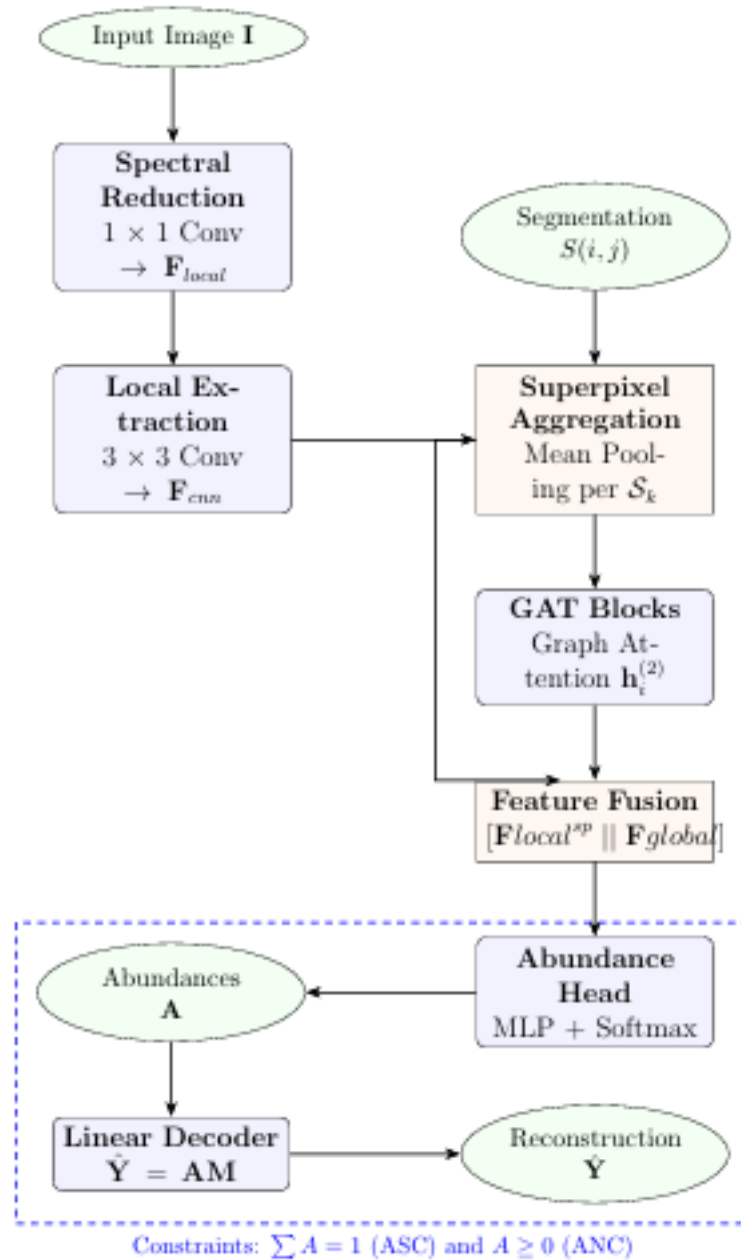 Input Image I
Spectral
Reduction
1 × 1 Conv
→ F_local
Segmentation
S(i, j)
Local Ex-
traction
3 × 3 Conv
→ F_cnn
Superpixel
Aggregation
Mean Pool-
ing per 𝒮_k
GAT Blocks
Graph At-
tention h_i^(2)
Feature Fusion
[Flocal^sp || Fglobal]
Abundance
Head
MLP + Softmax
Abundances
A
Linear Decoder
Ŷ = AM
Reconstruction
Ŷ
Constraints: ∑ A = 1 (ASC) and A ≥ 0 (ANC)